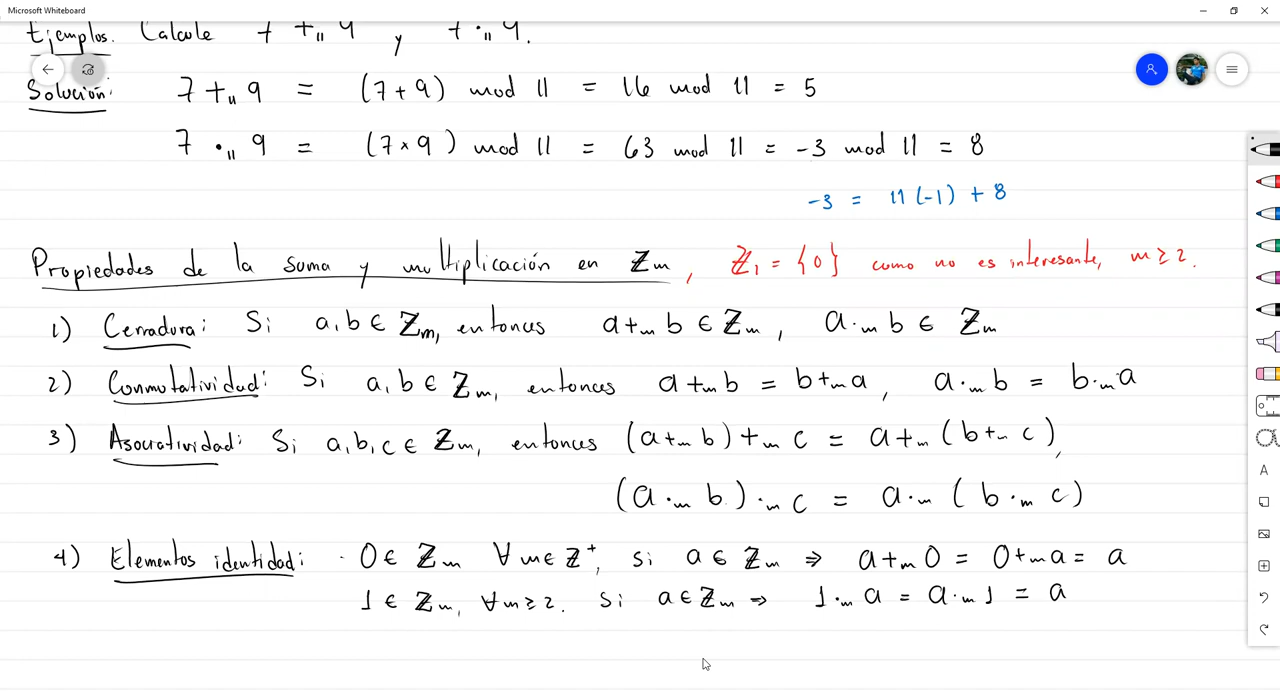 Microsoft Whiteboard
Ejemplos. Calcule 7 +₁₁ 9 y 7 ·₁₁ 9.
Solución: 7 +₁₁ 9 = (7 + 9) mod 11 = 16 mod 11 = 5
7 ·₁₁ 9 = (7 × 9) mod 11 = 63 mod 11 = -3 mod 11 = 8
-3 = 11(-1) + 8
Propiedades de la suma y multiplicación en ℤm, ℤ₁ = {0} como no es interesante, m ≥ 2.
1) Cerradura: Si a, b ∈ ℤm, entonces a +m b ∈ ℤm, a ·m b ∈ ℤm
2) Conmutatividad: Si a, b ∈ ℤm, entonces a +m b = b +m a, a ·m b = b ·m a
3) Asociatividad: Si a, b, c ∈ ℤm, entonces (a +m b) +m c = a +m (b +m c),
(a ·m b) ·m c = a ·m (b ·m c)
4) Elementos identidad: · 0 ∈ ℤm ∀m ∈ ℤ⁺, si a ∈ ℤm ⇒ a +m 0 = 0 +m a = a
1 ∈ ℤm, ∀m ≥ 2. Si a ∈ ℤm ⇒ 1 ·m a = a ·m 1 = a
A